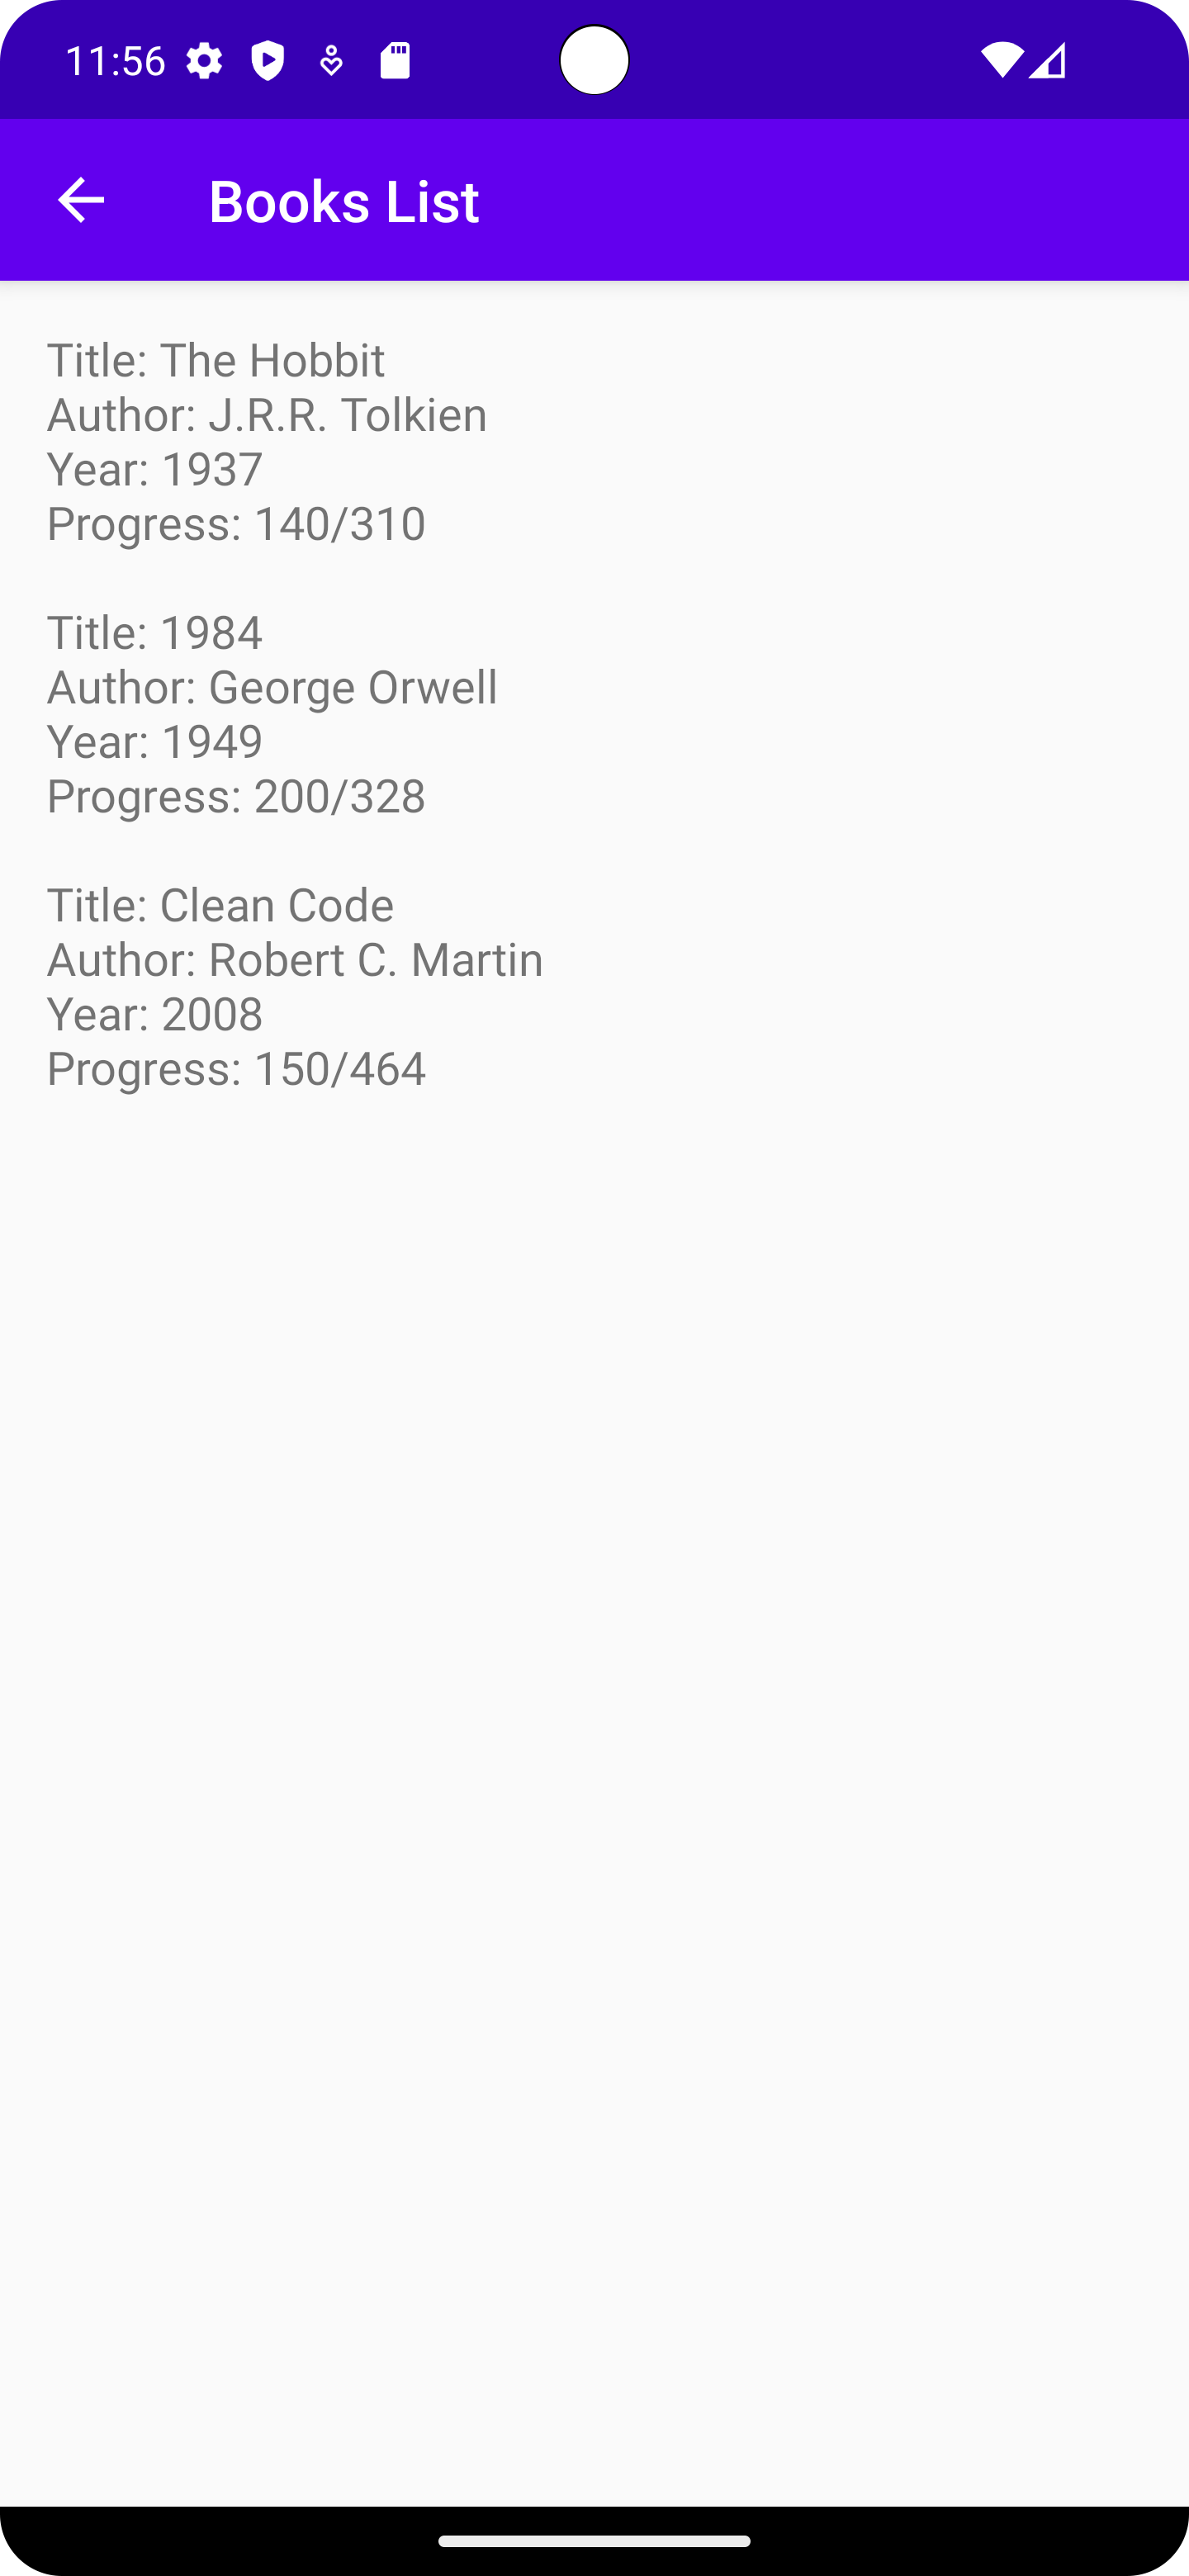 11:56
Books List
Title: The Hobbit
Author: J.R.R. Tolkien
Year: 1937
Progress: 140/310
Title: 1984
Author: George Orwell
Year: 1949
Progress: 200/328
Title: Clean Code
Author: Robert C. Martin
Year: 2008
Progress: 150/464